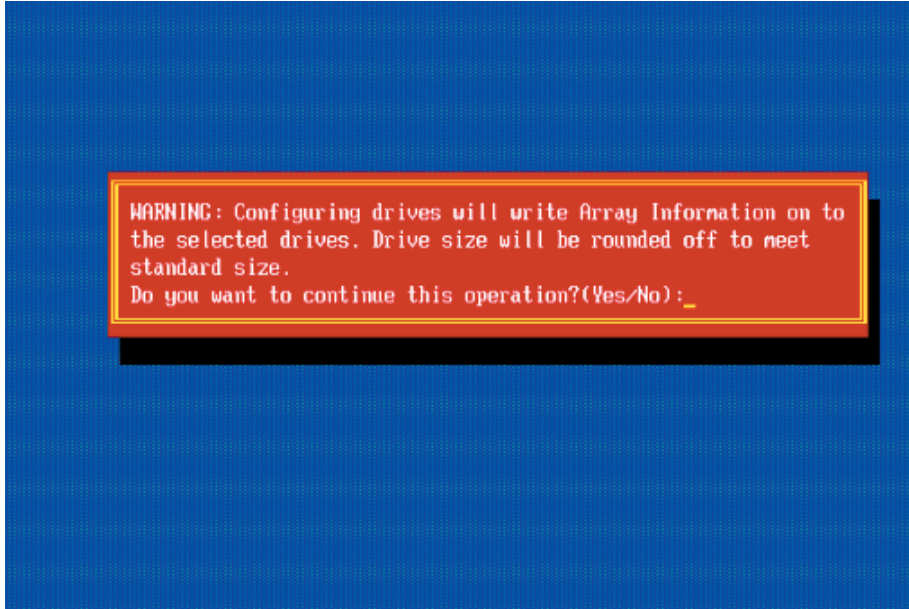 WARNING: Configuring drives will write Array Information on to
the selected drives. Drive size will be rounded off to meet
standard size.
Do you want to continue this operation?(Yes/No):_